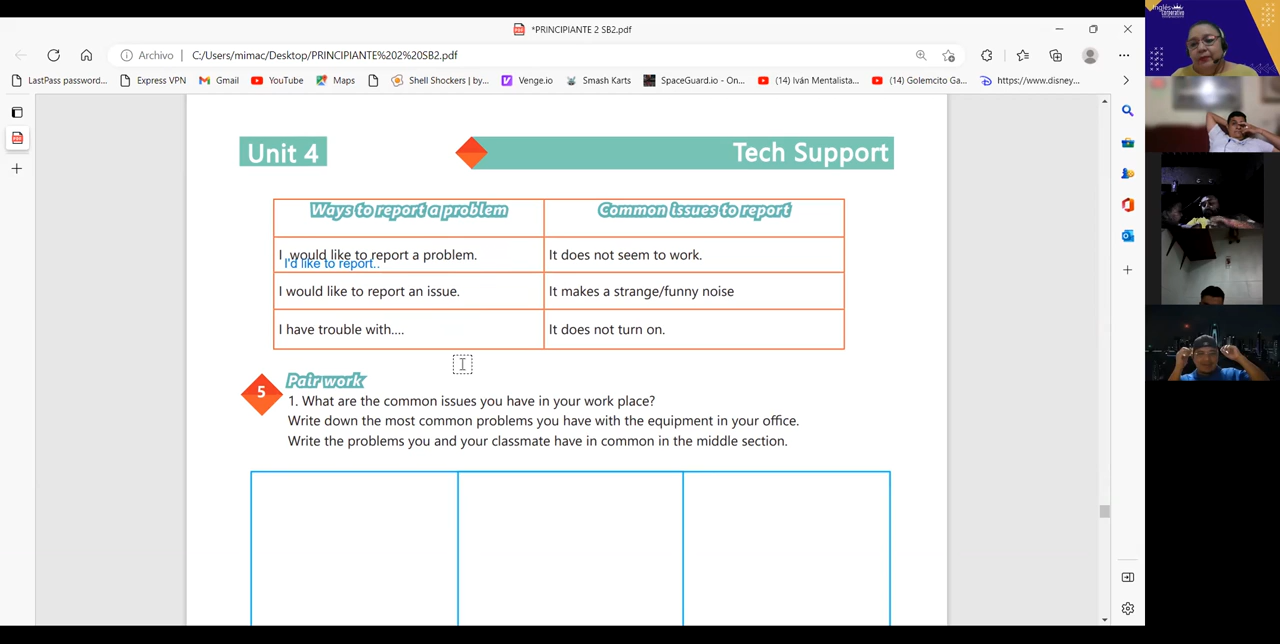 *PRINCIPIANTE 2 SB2.pdf
Archivo
C:/Users/mimac/Desktop/PRINCIPIANTE%202%20SB2.pdf
LastPass password...
Express VPN
Gmail
YouTube
Maps
Shell Shockers | by...
Venge.io
Smash Karts
SpaceGuard.io - On...
(14) Iván Mentalista...
(14) Golemcito Ga...
https://www.disney...
Inglés
Corporativo
Unit 4
Tech Support
Ways to report a problem
Common issues to report
I would like to report a problem.
It does not seem to work.
I'd like to report..
I would like to report an issue.
It makes a strange/funny noise
I have trouble with....
It does not turn on.
5
Pair work
1. What are the common issues you have in your work place?
Write down the most common problems you have with the equipment in your office.
Write the problems you and your classmate have in common in the middle section.